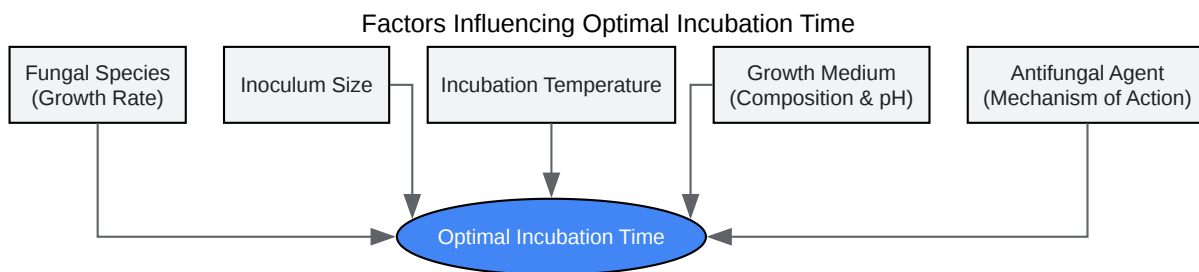 Factors Influencing Optimal Incubation Time
Fungal Species
(Growth Rate)
Inoculum Size
Incubation Temperature
Growth Medium
(Composition & pH)
Antifungal Agent
(Mechanism of Action)
Optimal Incubation Time